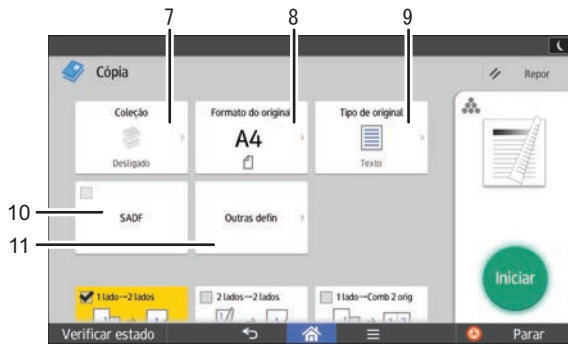 7 8 9
Cópia
Repor
Coleção Formato do original Tipo de original
A4
Desligado Texto
10
SADF Outras defin
11
1 lado→2 lados 2 lados→2 lados 1 lado→Comb 2 orig
Iniciar
Verificar estado Parar